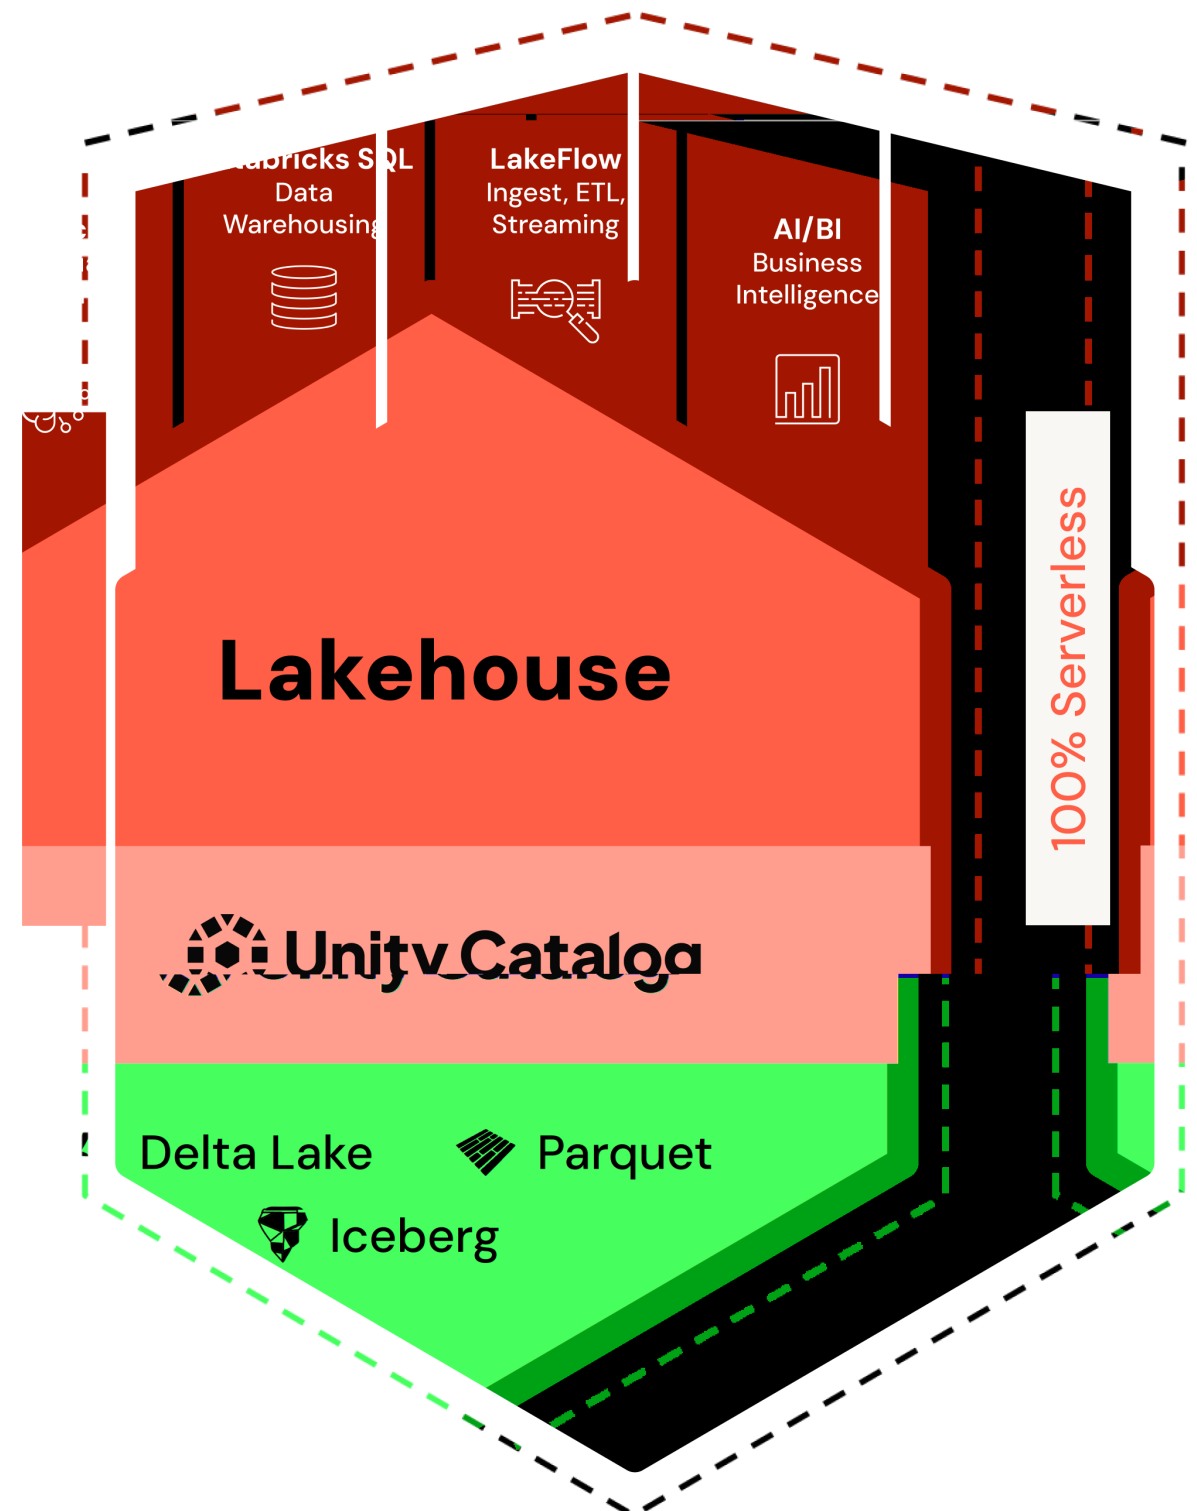 SQL
Data
Warehousing
LakeFlow
Ingest, ETL,
Streaming
AI/BI
Business
Intelligence
100% Serverless
Lakehouse
Unity Catalog
Delta Lake
Parquet
Iceberg